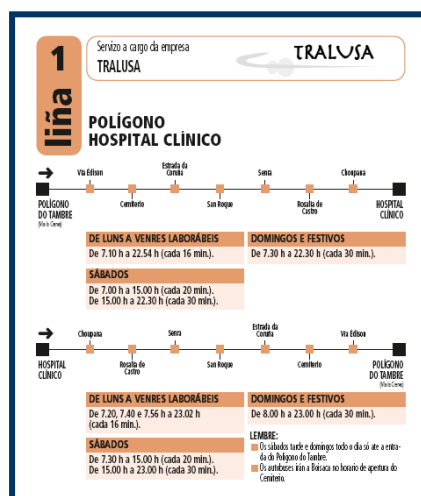 1
liña
Servizo a cargo da empresa
TRALUSA
TRALUSA
POLÍGONO
HOSPITAL CLÍNICO
Vía Édison
Estrada da
Coruña
Senra
Choupana
POLÍGONO
DO TAMBRE
Cemiterio
San Roque
Rosalía de
Castro
HOSPITAL
CLÍNICO
DE LUNS A VENRES LABORÁBEIS
De 7.10 h a 22.54 h (cada 16 min.).
DOMINGOS E FESTIVOS
De 7.30 h a 22.30 h (cada 30 min.).
SÁBADOS
De 7.00 h a 15.00 h (cada 20 min.).
De 15.00 h a 22.30 h (cada 30 min.).
Choupana
Senra
Estrada da
Coruña
Vía Édison
HOSPITAL
CLÍNICO
Rosalía de
Castro
San Roque
Cemiterio
POLÍGONO
DO TAMBRE
DE LUNS A VENRES LABORÁBEIS
De 7.20, 7.40 e 7.56 h a 23.02 h
(cada 16 min.).
DOMINGOS E FESTIVOS
De 8.00 h a 23.00 h (cada 30 min.).
SÁBADOS
De 7.30 h a 15.00 h (cada 20 min.).
De 15.00 h a 23.00 h (cada 30 min.).
LEMBRE:
Os sábados tarde e domingos todo o día só ate a entra-
da do Polígono do Tambre.
Os autobuses irán a Boisaca no horario de apertura do
Cemiterio.